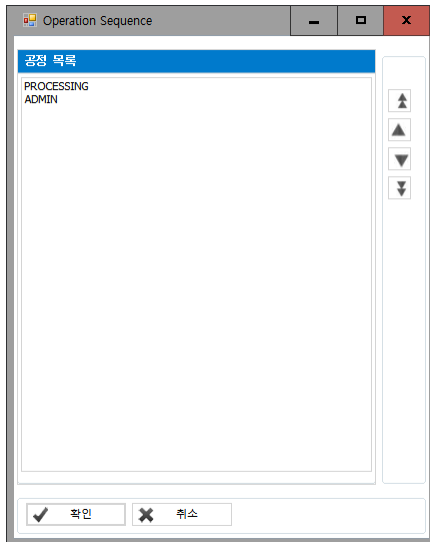 Operation Sequence
공정 목록
PROCESSING
ADMIN
확인
취소